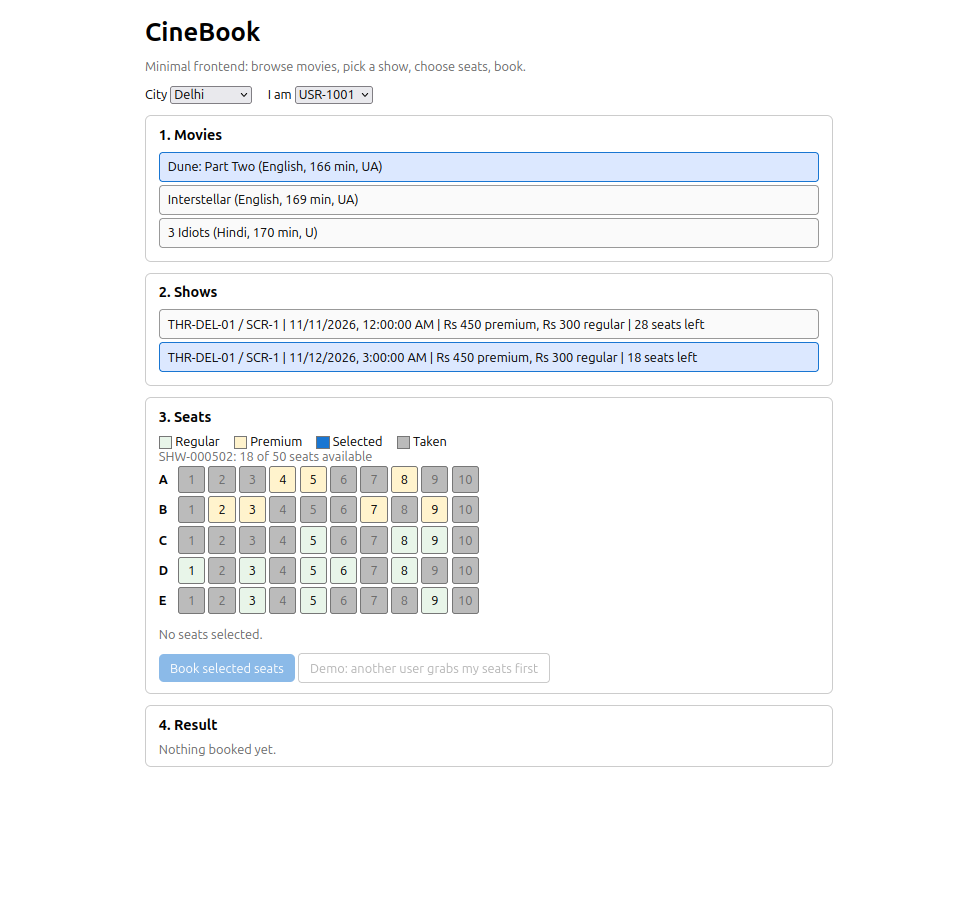 CineBook
Minimal frontend: browse movies, pick a show, choose seats, book.
City Delhi I am USR-1001
1. Movies
Dune: Part Two (English, 166 min, UA)
Interstellar (English, 169 min, UA)
3 Idiots (Hindi, 170 min, U)
2. Shows
THR-DEL-01 / SCR-1 | 11/11/2026, 12:00:00 AM | Rs 450 premium, Rs 300 regular | 28 seats left
THR-DEL-01 / SCR-1 | 11/12/2026, 3:00:00 AM | Rs 450 premium, Rs 300 regular | 18 seats left
3. Seats
Regular Premium Selected Taken
SHW-000502: 18 of 50 seats available
A 1 2 3 4 5 6 7 8 9 10
B 1 2 3 4 5 6 7 8 9 10
C 1 2 3 4 5 6 7 8 9 10
D 1 2 3 4 5 6 7 8 9 10
E 1 2 3 4 5 6 7 8 9 10
No seats selected.
Book selected seats Demo: another user grabs my seats first
4. Result
Nothing booked yet.